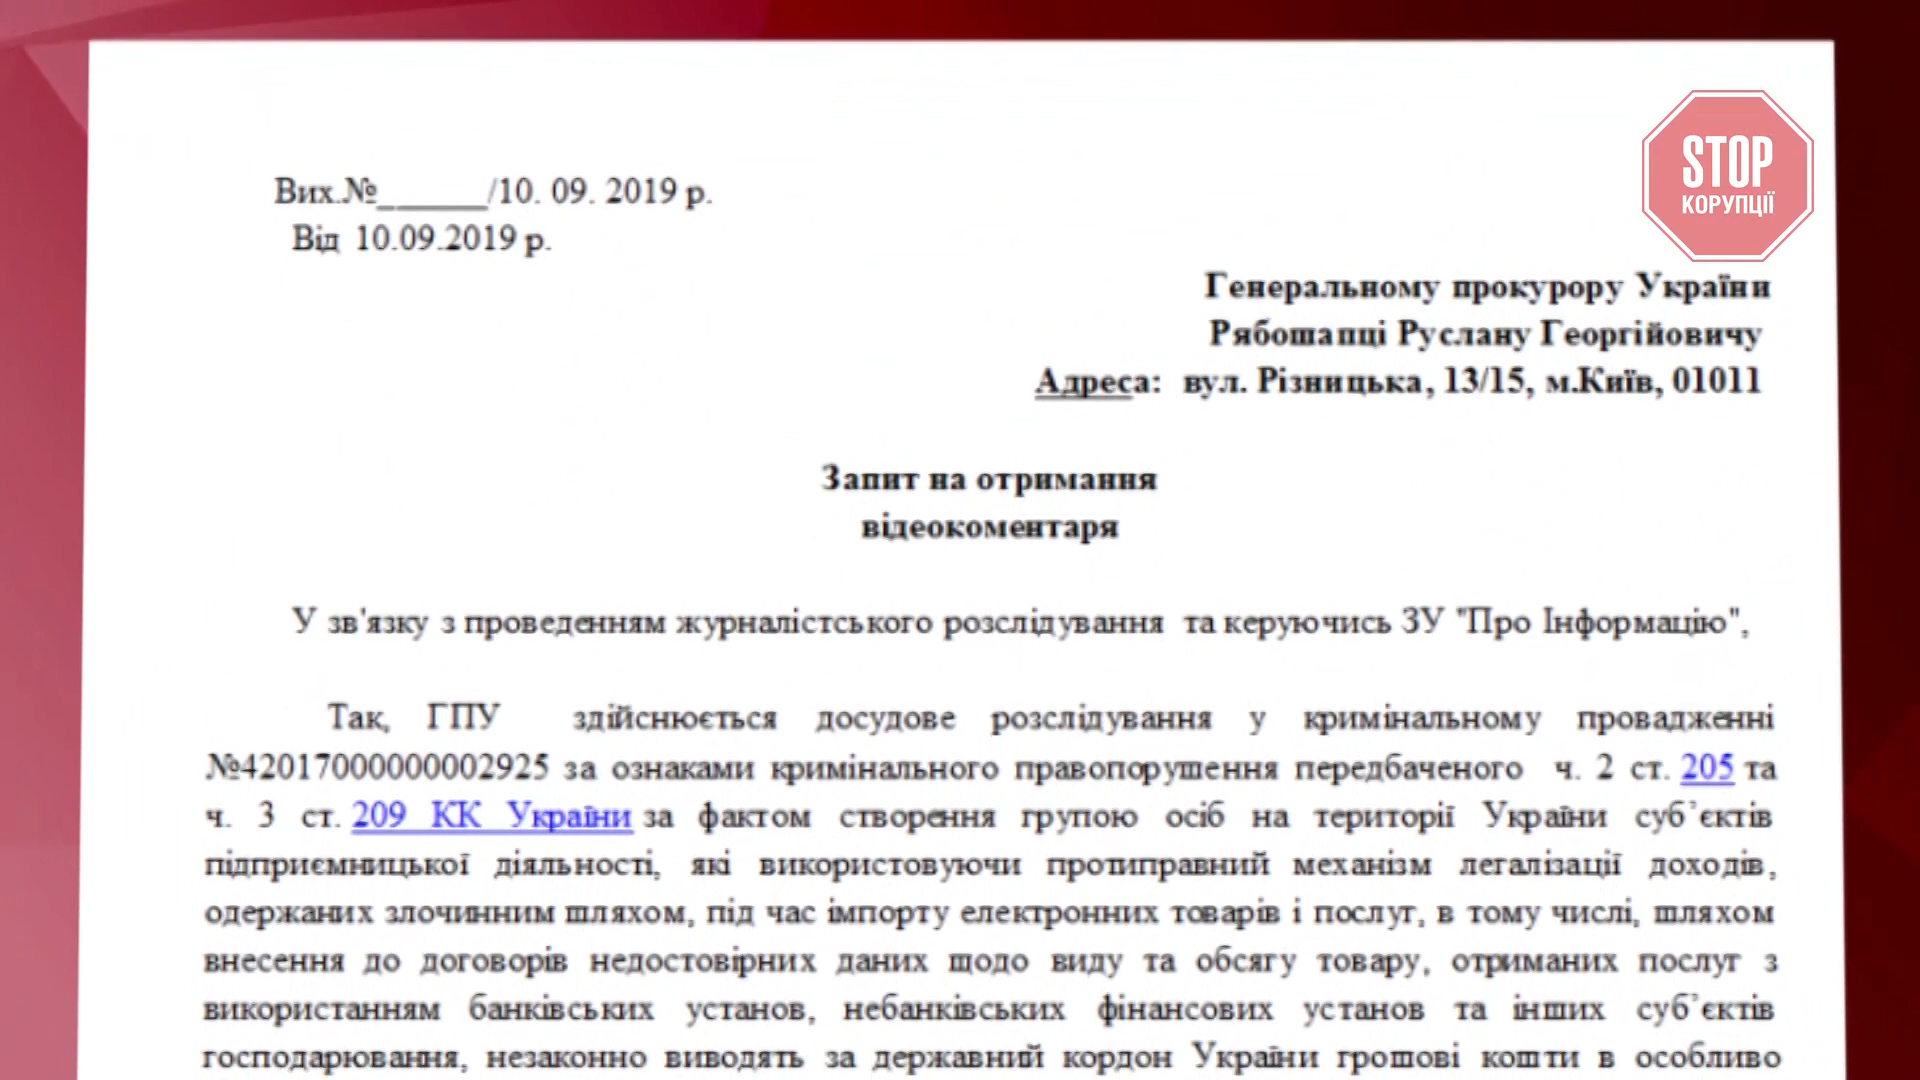 STOP
КОРУПЦІЇ
Вих.№______/10. 09. 2019 р.
Від 10.09.2019 р.
Генеральному прокурору України
Рябошапці Руслану Георгійовичу
Адреса: вул. Різницька, 13/15, м.Київ, 01011
Запит на отримання
відеокоментаря
У зв'язку з проведенням журналістського розслідування та керуючись ЗУ "Про Інформацію",
Так, ГПУ здійснюється досудове розслідування у кримінальному провадженні
№42017000000002925 за ознаками кримінального правопорушення передбаченого ч. 2 ст. 205 та
ч. 3 ст. 209 КК України за фактом створення групою осіб на території України суб’єктів
підприємницької діяльності, які використовуючи протиправний механізм легалізації доходів,
одержаних злочинним шляхом, під час імпорту електронних товарів і послуг, в тому числі, шляхом
внесення до договорів недостовірних даних щодо виду та обсягу товару, отриманих послуг з
використанням банківських установ, небанківських фінансових установ та інших суб’єктів
господарювання, незаконно виводять за державний кордон України грошові кошти в особливо